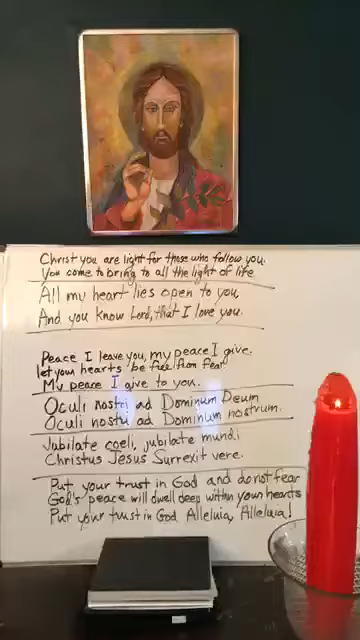 Christ you are light for those who follow you.
You come to bring to all the light of life
All my heart lies open to you,
And you know Lord, that I love you.
Peace I leave you, my peace I give.
let your hearts be free from fear
My peace I give to you.
Oculi nostri ad Dominum Deum
Oculi nostri ad Dominum nostrum.
Jubilate coeli, jubilate mundi
Christus Jesus Surrexit vere.
Put your trust in God and do not fear
God's peace will dwell deep within your hearts
Put your trust in God Alleluia, Alleluia!